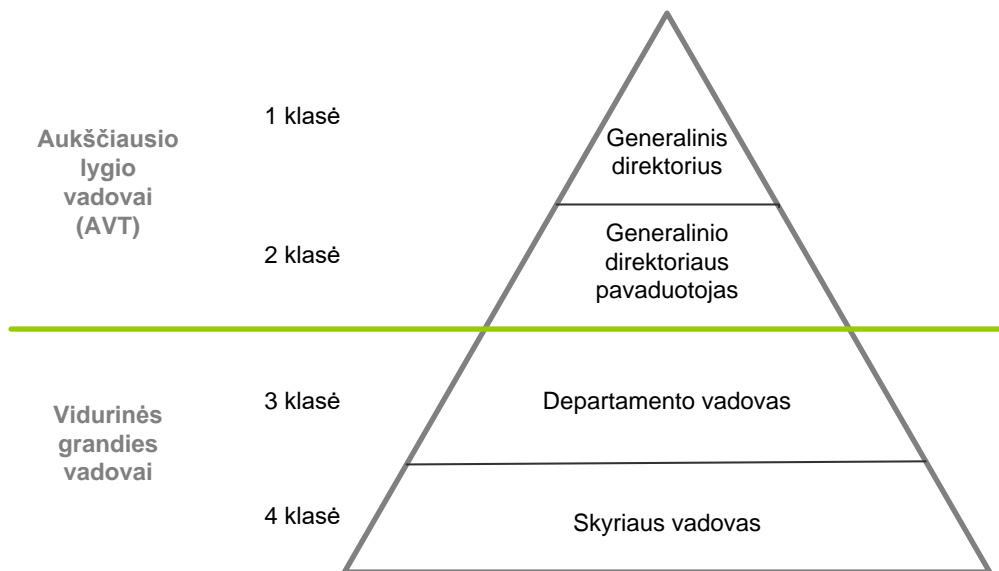 Aukščiausio
lygio
vadovai
(AVT)
1 klasė
Generalinis
direktorius
2 klasė
Generalinio
direktoriaus
pavaduotojas
Vidurinės
grandies
vadovai
3 klasė
Departamento vadovas
4 klasė
Skyriaus vadovas